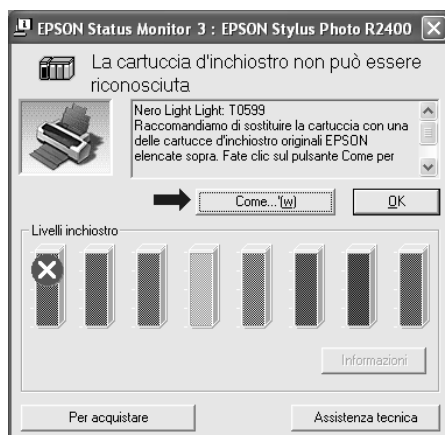 EPSON Status Monitor 3 : EPSON Stylus Photo R2400
La cartuccia d'inchiostro non può essere
riconosciuta
Nero Light Light: T0599
Raccomandiamo di sostituire la cartuccia con una
delle cartucce d'inchiostro originali EPSON
elencate sopra. Fate clic sul pulsante Come per
Come...'(w)
OK
Livelli inchiostro
Informazioni
Per acquistare
Assistenza tecnica